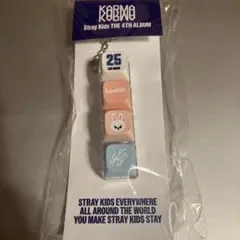 KARMA
Stray Kids THE 4TH ALBUM
25
STRAY KIDS EVERYWHERE
ALL AROUND THE WORLD
YOU MAKE STRAY KIDS STAY